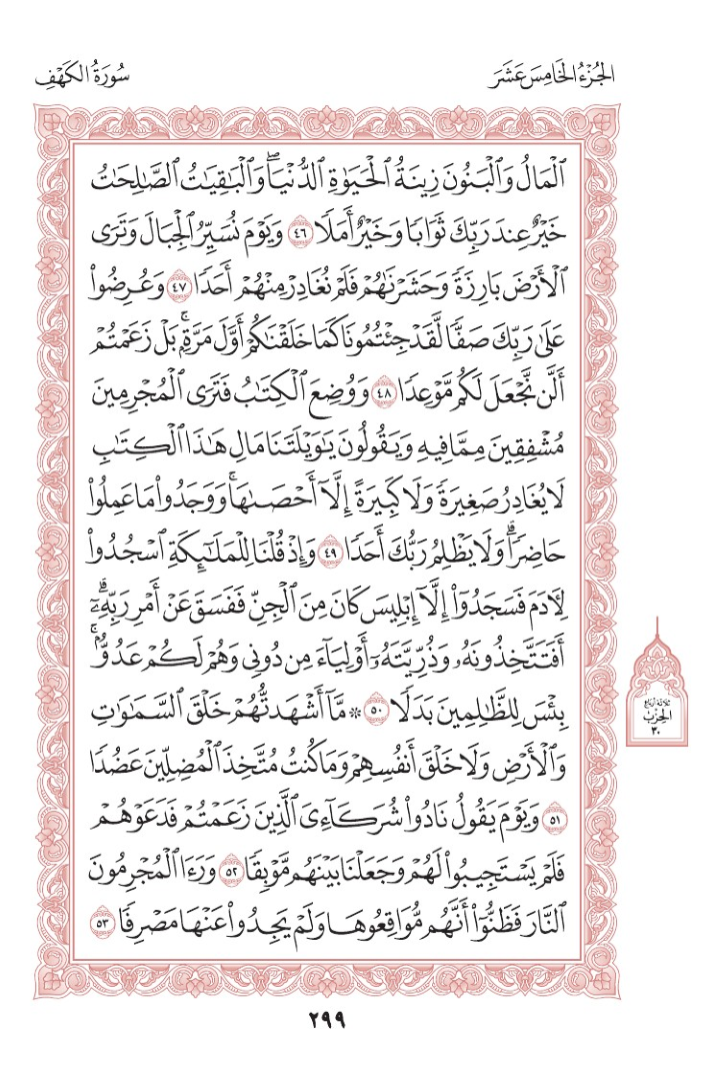 الجُزْءُ الخَامِسَ عَشَرَ
سُورَةُ الكَهْفِ
ٱلْمَالُ وَٱلْبَنُونَ زِينَةُ ٱلْحَيَوٰةِ ٱلدُّنْيَاۖ وَٱلْبَٰقِيَٰتُ ٱلصَّٰلِحَٰتُ
خَيْرٌ عِندَ رَبِّكَ ثَوَابًا وَخَيْرٌ أَمَلًا ٤٦ وَيَوْمَ نُسَيِّرُ ٱلْجِبَالَ وَتَرَى
ٱلْأَرْضَ بَارِزَةً وَحَشَرْنَٰهُمْ فَلَمْ نُغَادِرْ مِنْهُمْ أَحَدًا ٤٧ وَعُرِضُوا۟
عَلَىٰ رَبِّكَ صَفًّا لَّقَدْ جِئْتُمُونَا كَمَا خَلَقْنَٰكُمْ أَوَّلَ مَرَّةٍۭۚ بَلْ زَعَمْتُمْ
أَلَّن نَّجْعَلَ لَكُم مَّوْعِدًا ٤٨ وَوُضِعَ ٱلْكِتَٰبُ فَتَرَى ٱلْمُجْرِمِينَ
مُشْفِقِينَ مِمَّا فِيهِ وَيَقُولُونَ يَٰوَيْلَتَنَا مَالِ هَٰذَا ٱلْكِتَٰبِ
لَا يُغَادِرُ صَغِيرَةً وَلَا كَبِيرَةً إِلَّآ أَحْصَىٰهَاۚ وَوَجَدُوا۟ مَا عَمِلُوا۟
حَاضِرًاۗ وَلَا يَظْلِمُ رَبُّكَ أَحَدًا ٤٩ وَإِذْ قُلْنَا لِلْمَلَٰٓئِكَةِ ٱسْجُدُوا۟
لِـَٔادَمَ فَسَجَدُوٓا۟ إِلَّآ إِبْلِيسَ كَانَ مِنَ ٱلْجِنِّ فَفَسَقَ عَنْ أَمْرِ رَبِّهِۦٓۗ
أَفَتَتَّخِذُونَهُۥ وَذُرِّيَّتَهُۥٓ أَوْلِيَآءَ مِن دُونِى وَهُمْ لَكُمْ عَدُوٌّۢۚ
بِئْسَ لِلظَّٰلِمِينَ بَدَلًا ٥٠ ۞ مَّآ أَشْهَدتُّهُمْ خَلْقَ ٱلسَّمَٰوَٰتِ
وَٱلْأَرْضِ وَلَا خَلْقَ أَنفُسِهِمْ وَمَا كُنتُ مُتَّخِذَ ٱلْمُضِلِّينَ عَضُدًا
٥١ وَيَوْمَ يَقُولُ نَادُوا۟ شُرَكَآءِىَ ٱلَّذِينَ زَعَمْتُمْ فَدَعَوْهُمْ
فَلَمْ يَسْتَجِيبُوا۟ لَهُمْ وَجَعَلْنَا بَيْنَهُم مَّوْبِقًا ٥٢ وَرَءَا ٱلْمُجْرِمُونَ
ٱلنَّارَ فَظَنُّوٓا۟ أَنَّهُم مُّوَاقِعُوهَا وَلَمْ يَجِدُوا۟ عَنْهَا مَصْرِفًا ٥٣
ثلاثة أرباع
الحِزْب
٣٠
٢٩٩